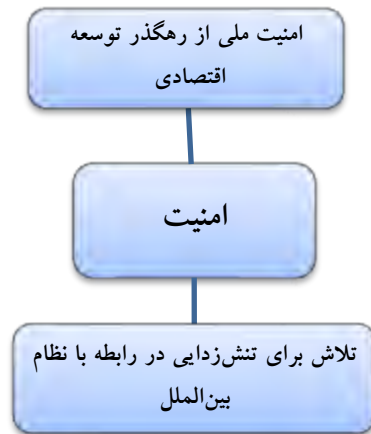 امنیت ملی از رهگذر توسعه
اقتصادی
امنیت
تلاش برای تنش‌زدایی در رابطه با نظام
بین‌الملل